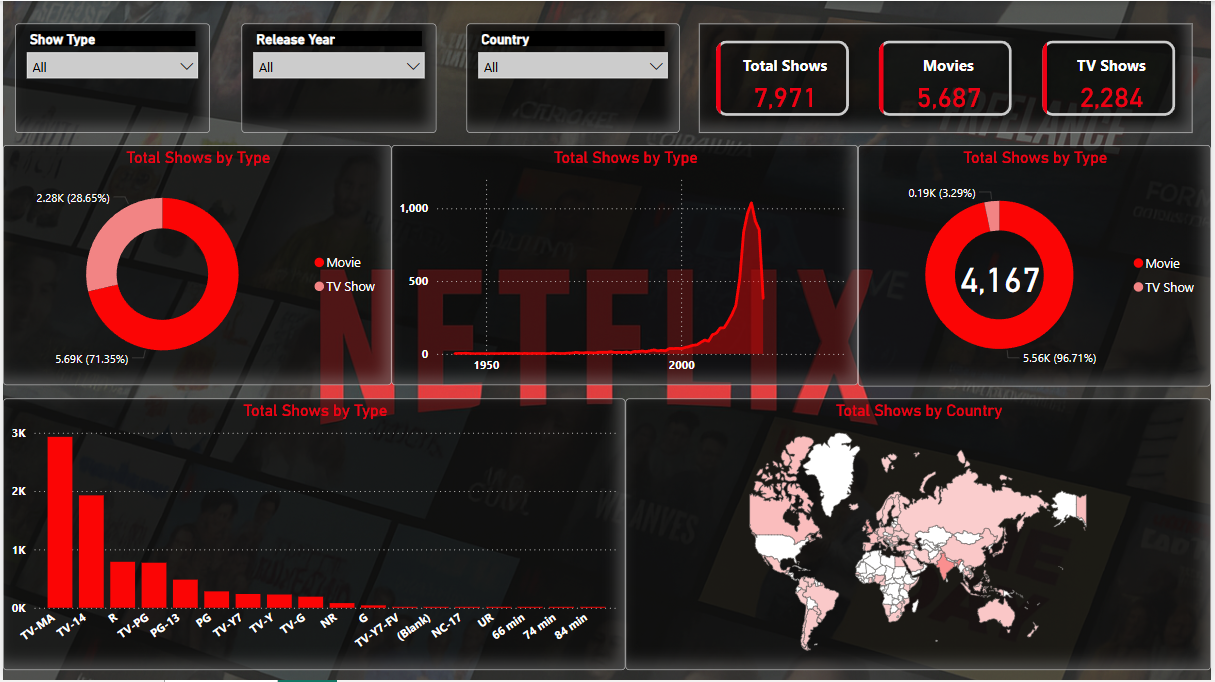 Show Type
All
Release Year
All
Country
All
Total Shows
7,971
Movies
5,687
TV Shows
2,284
FREELANCE
Total Shows by Type
2.28K (28.65%)
5.69K (71.35%)
Movie
TV Show
Total Shows by Type
1,000
500
0
1950
2000
Total Shows by Type
0.19K (3.29%)
4,167
5.56K (96.71%)
Movie
TV Show
NETFLIX
Total Shows by Type
3K
2K
1K
0K
TV-MA
TV-14
R
TV-PG
PG-13
PG
TV-Y7
TV-Y
TV-G
NR
G
TV-Y7-FV
(Blank)
NC-17
UR
66 min
74 min
84 min
Total Shows by Country